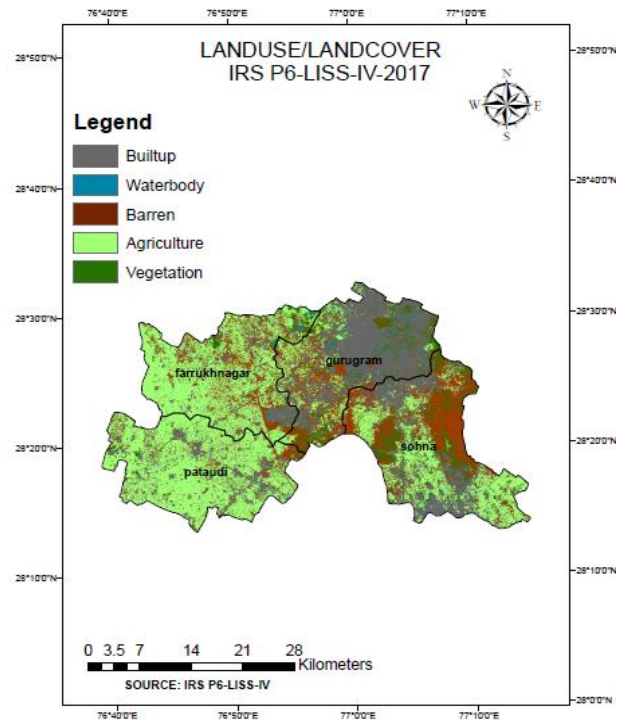 76°40'0"E 76°50'0"E 77°0'0"E 77°10'0"E
LANDUSE/LANDCOVER
IRS P6-LISS-IV-2017
N
W E
S
Legend
Builtup
Waterbody
Barren
Agriculture
Vegetation
28°50'0"N 28°50'0"N
28°40'0"N 28°40'0"N
28°30'0"N 28°30'0"N
28°20'0"N 28°20'0"N
28°10'0"N 28°10'0"N
28°0'0"N
gurugram
farrukhnagar
sohna
pataudi
0 3.5 7 14 21 28
Kilometers
SOURCE: IRS P6-LISS-IV
76°40'0"E 76°50'0"E 77°0'0"E 77°10'0"E